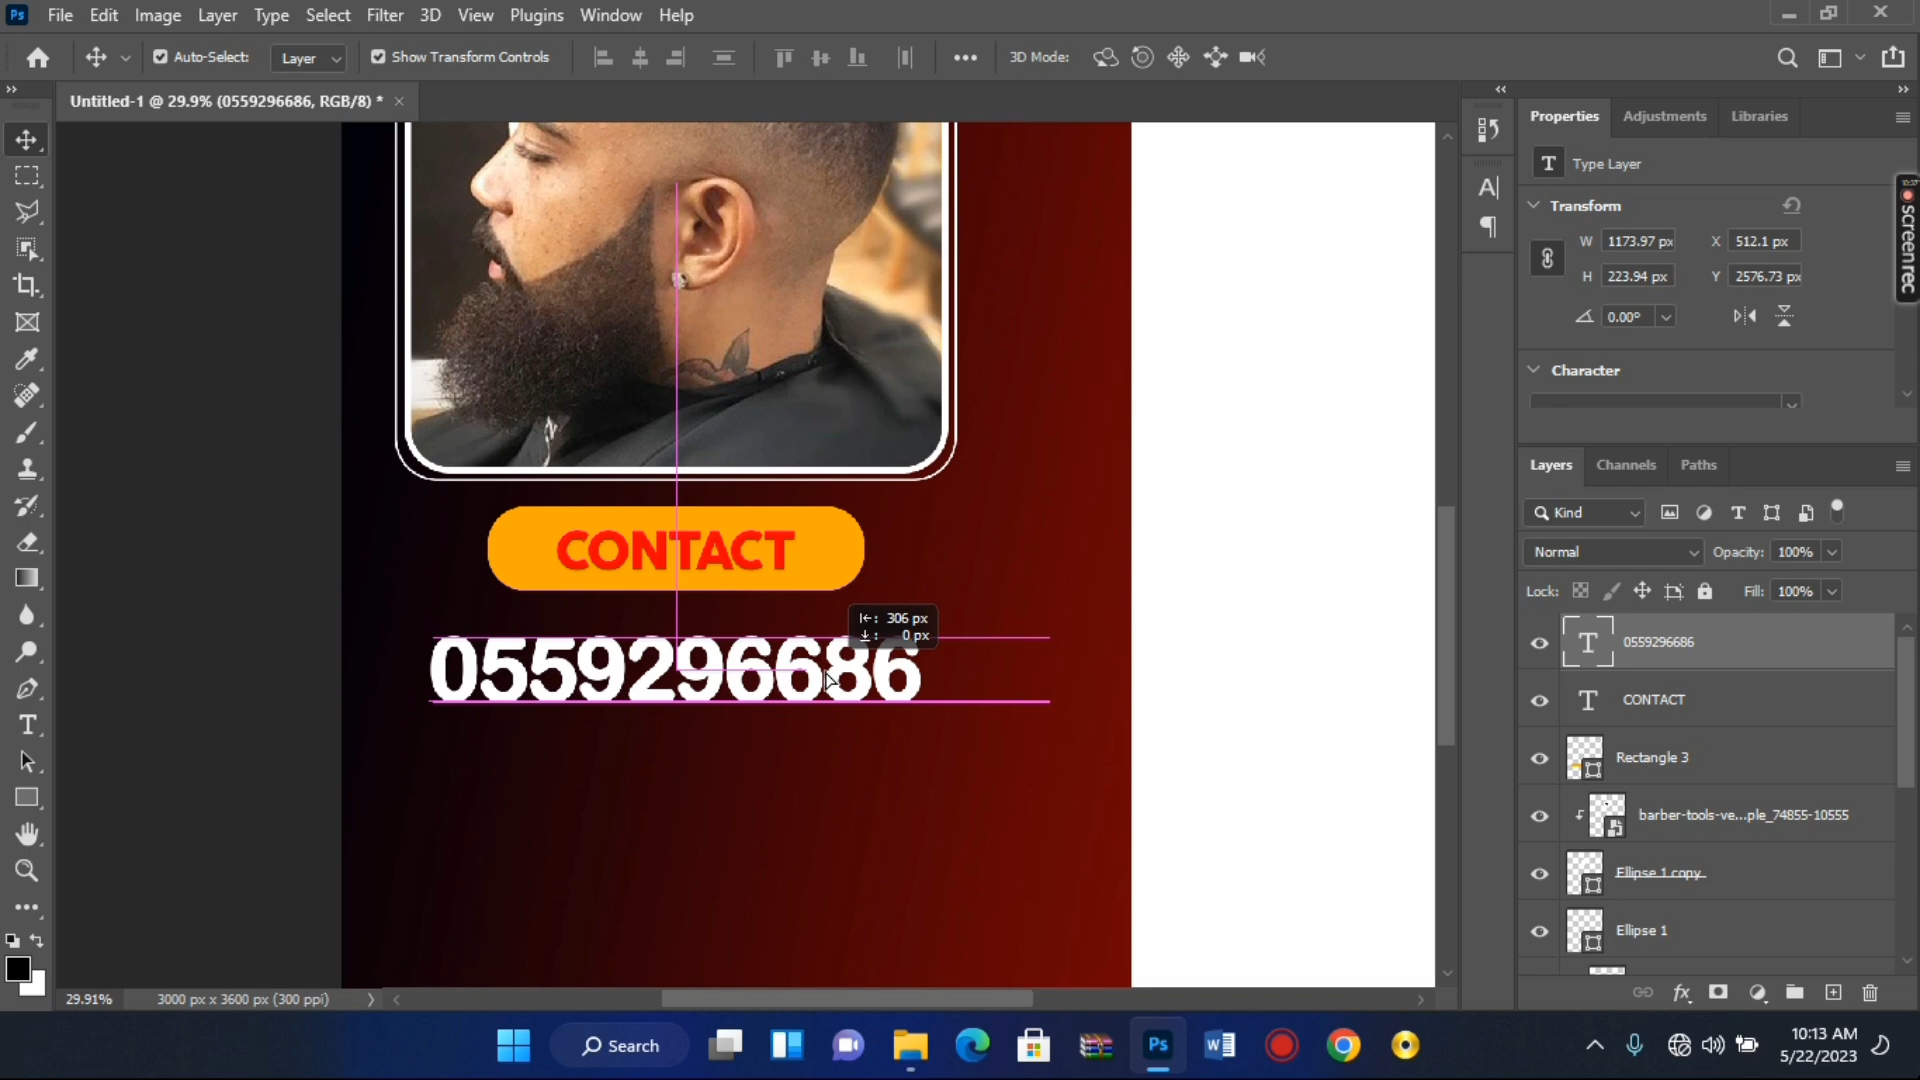 Ps File Edit Image Layer Type Select Filter 3D View Plugins Window Help
Auto-Select: Layer Show Transform Controls 3D Mode:
Untitled-1 @ 29.9% (0559296686, RGB/8) *
Properties Adjustments Libraries
T Type Layer
Transform
W 1173.97 px X 512.1 px
H 223.94 px Y 2576.73 px
0.00°
Character
screenrec
CONTACT
306 px
0 px
0559296686
Layers Channels Paths
Kind
Normal Opacity: 100%
Lock: Fill: 100%
T 0559296686
T CONTACT
Rectangle 3
barber-tools-ve...ple_74855-10555
Ellipse 1 copy
Ellipse 1
fx
29.91% 3000 px x 3600 px (300 ppi)
Search
Ps
10:13 AM
5/22/2023